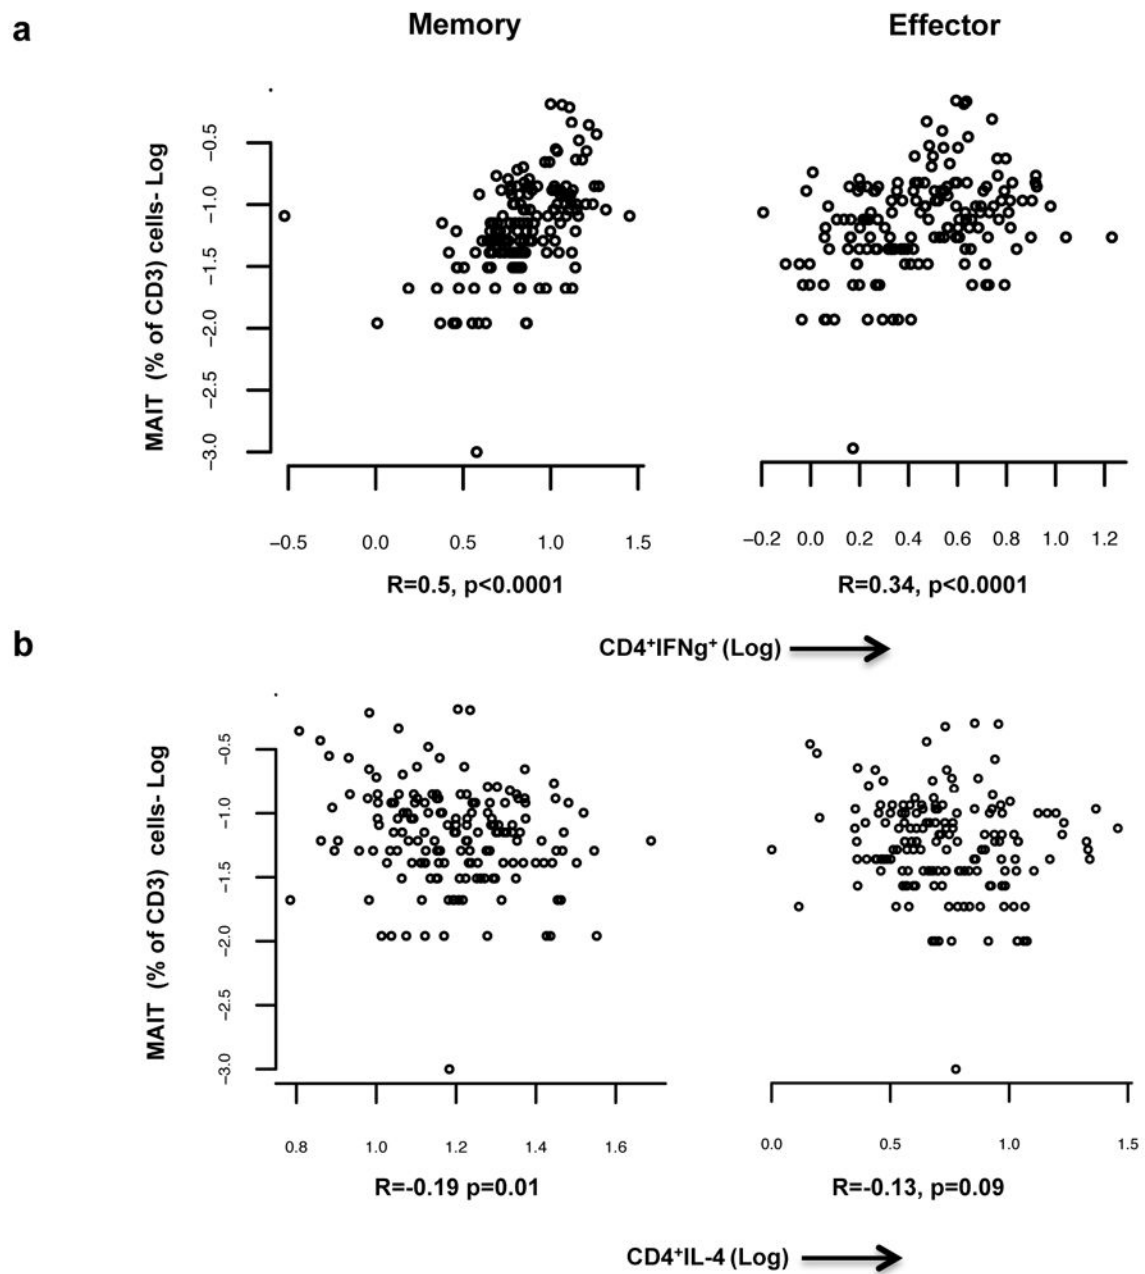 a
Memory
Effector
MAIT (% of CD3) cells- Log
−0.5
−1.0
−1.5
−2.0
−2.5
−3.0
−0.5 0.0 0.5 1.0 1.5
−0.2 0.0 0.2 0.4 0.6 0.8 1.0 1.2
R=0.5, p<0.0001
R=0.34, p<0.0001
CD4⁺IFNg⁺ (Log)
b
MAIT (% of CD3) cells- Log
−0.5
−1.0
−1.5
−2.0
−2.5
−3.0
0.8 1.0 1.2 1.4 1.6
0.0 0.5 1.0 1.5
R=-0.19 p=0.01
R=-0.13, p=0.09
CD4⁺IL-4 (Log)